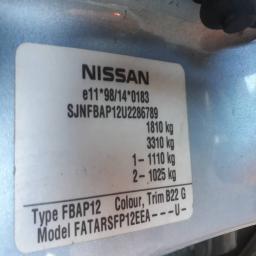 NISSAN
e11*98/14*0183
SJNFBAP12U2286789
1810 kg
3310 kg
1- 1110 kg
2- 1025 kg
Type FBAP12 Colour, Trim B22 G
Model FATARSFP12EEA---U-